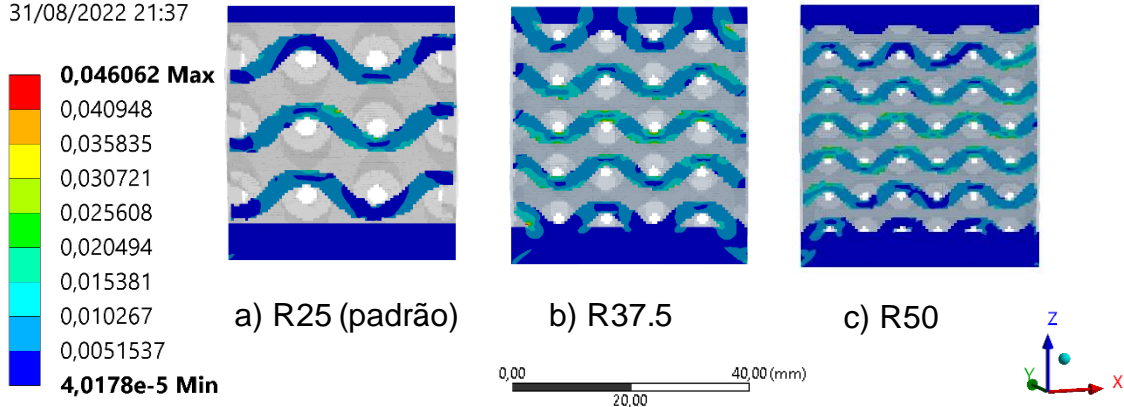 31/08/2022 21:37
0,046062 Max
0,040948
0,035835
0,030721
0,025608
0,020494
0,015381
0,010267
0,0051537
4,0178e-5 Min
a) R25 (padrão)
b) R37.5
c) R50
0,00
40,00 (mm)
20,00
Z
Y
X